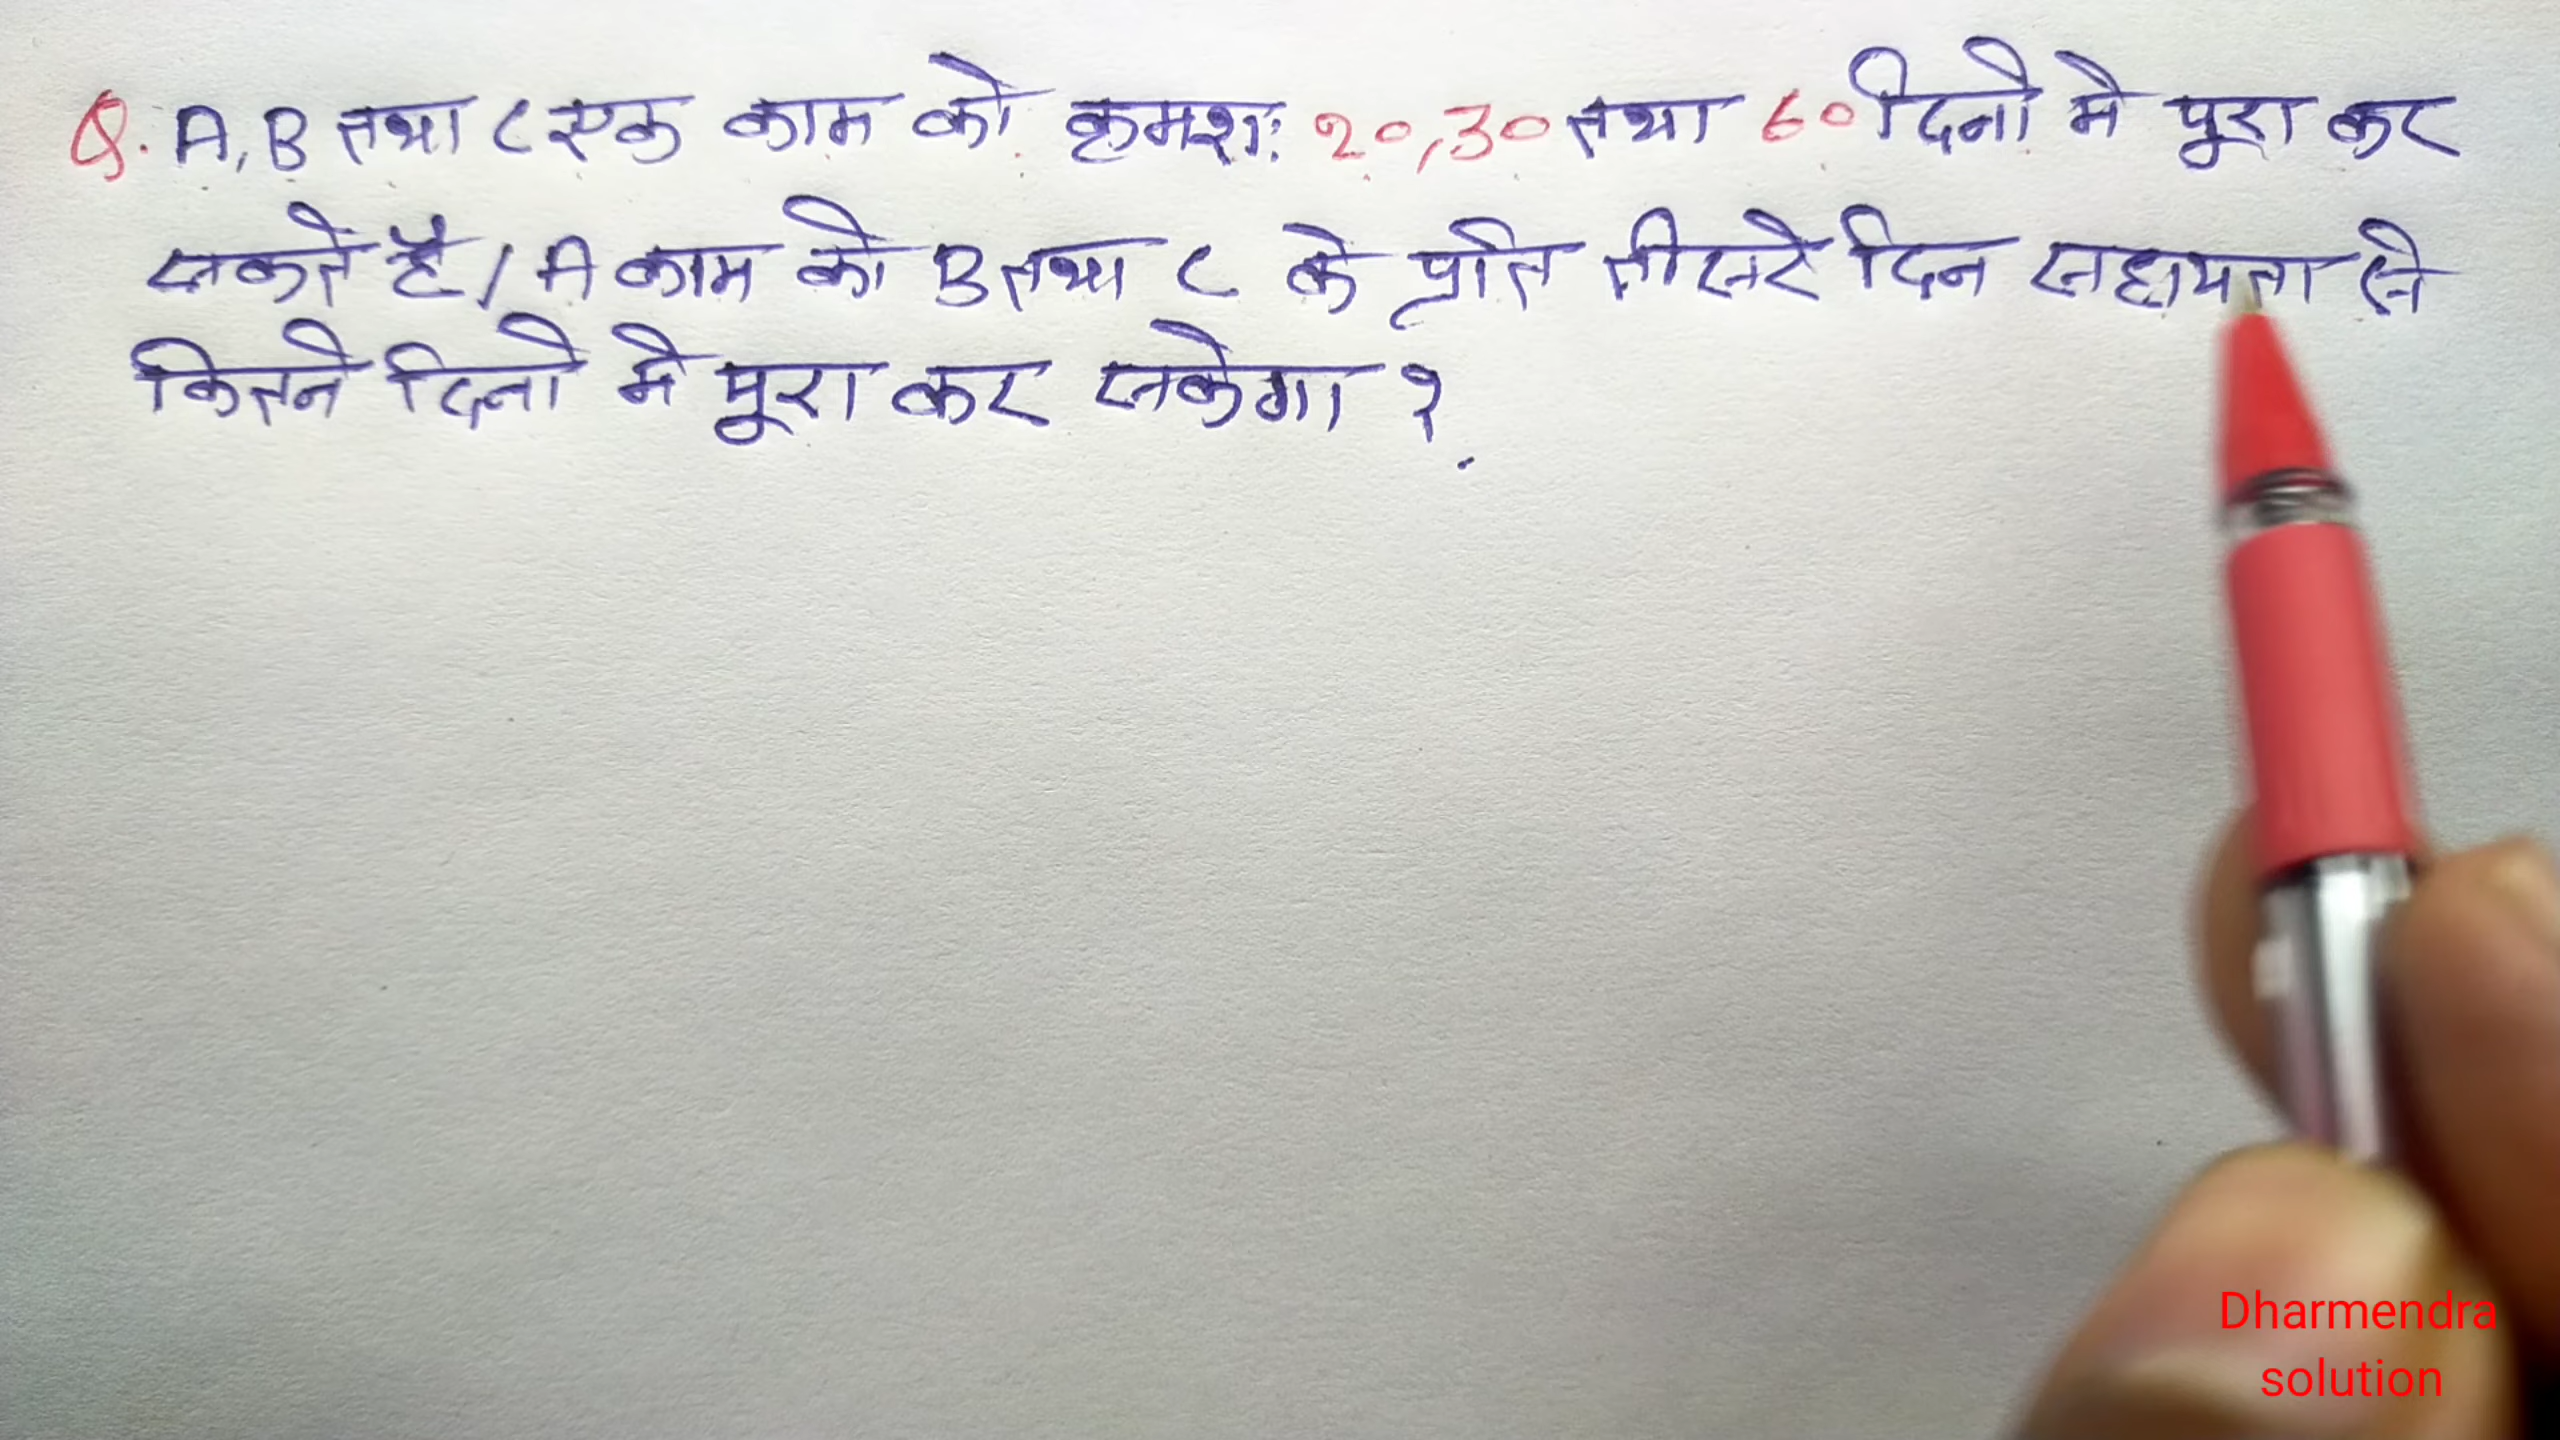 Q. A, B तथा C एक काम को क्रमशः 20,30 तथा 60 दिनो मे पूरा कर
सकते है / A काम को B तथा C के प्रति तीसरे दिन सहायता से
कितने दिनो मे पूरा कर सकेगा ?
Dharmendra
solution